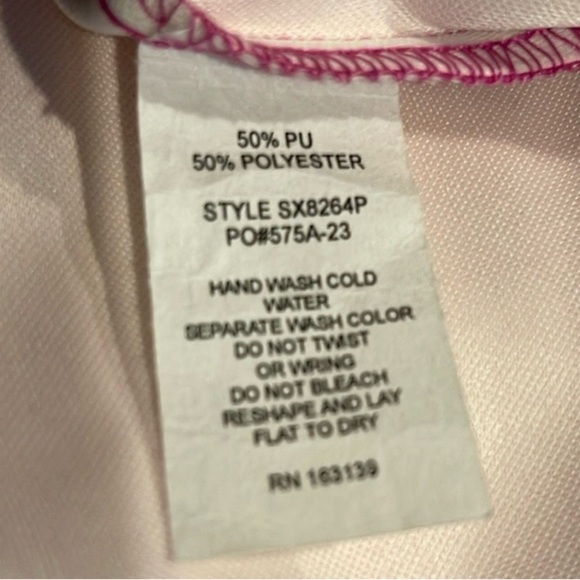 50% PU
50% POLYESTER
STYLE SX8264P
PO#575A-23
HAND WASH COLD
WATER
SEPARATE WASH COLOR
DO NOT TWIST
OR WRING
DO NOT BLEACH
RESHAPE AND LAY
FLAT TO DRY
RN 163139